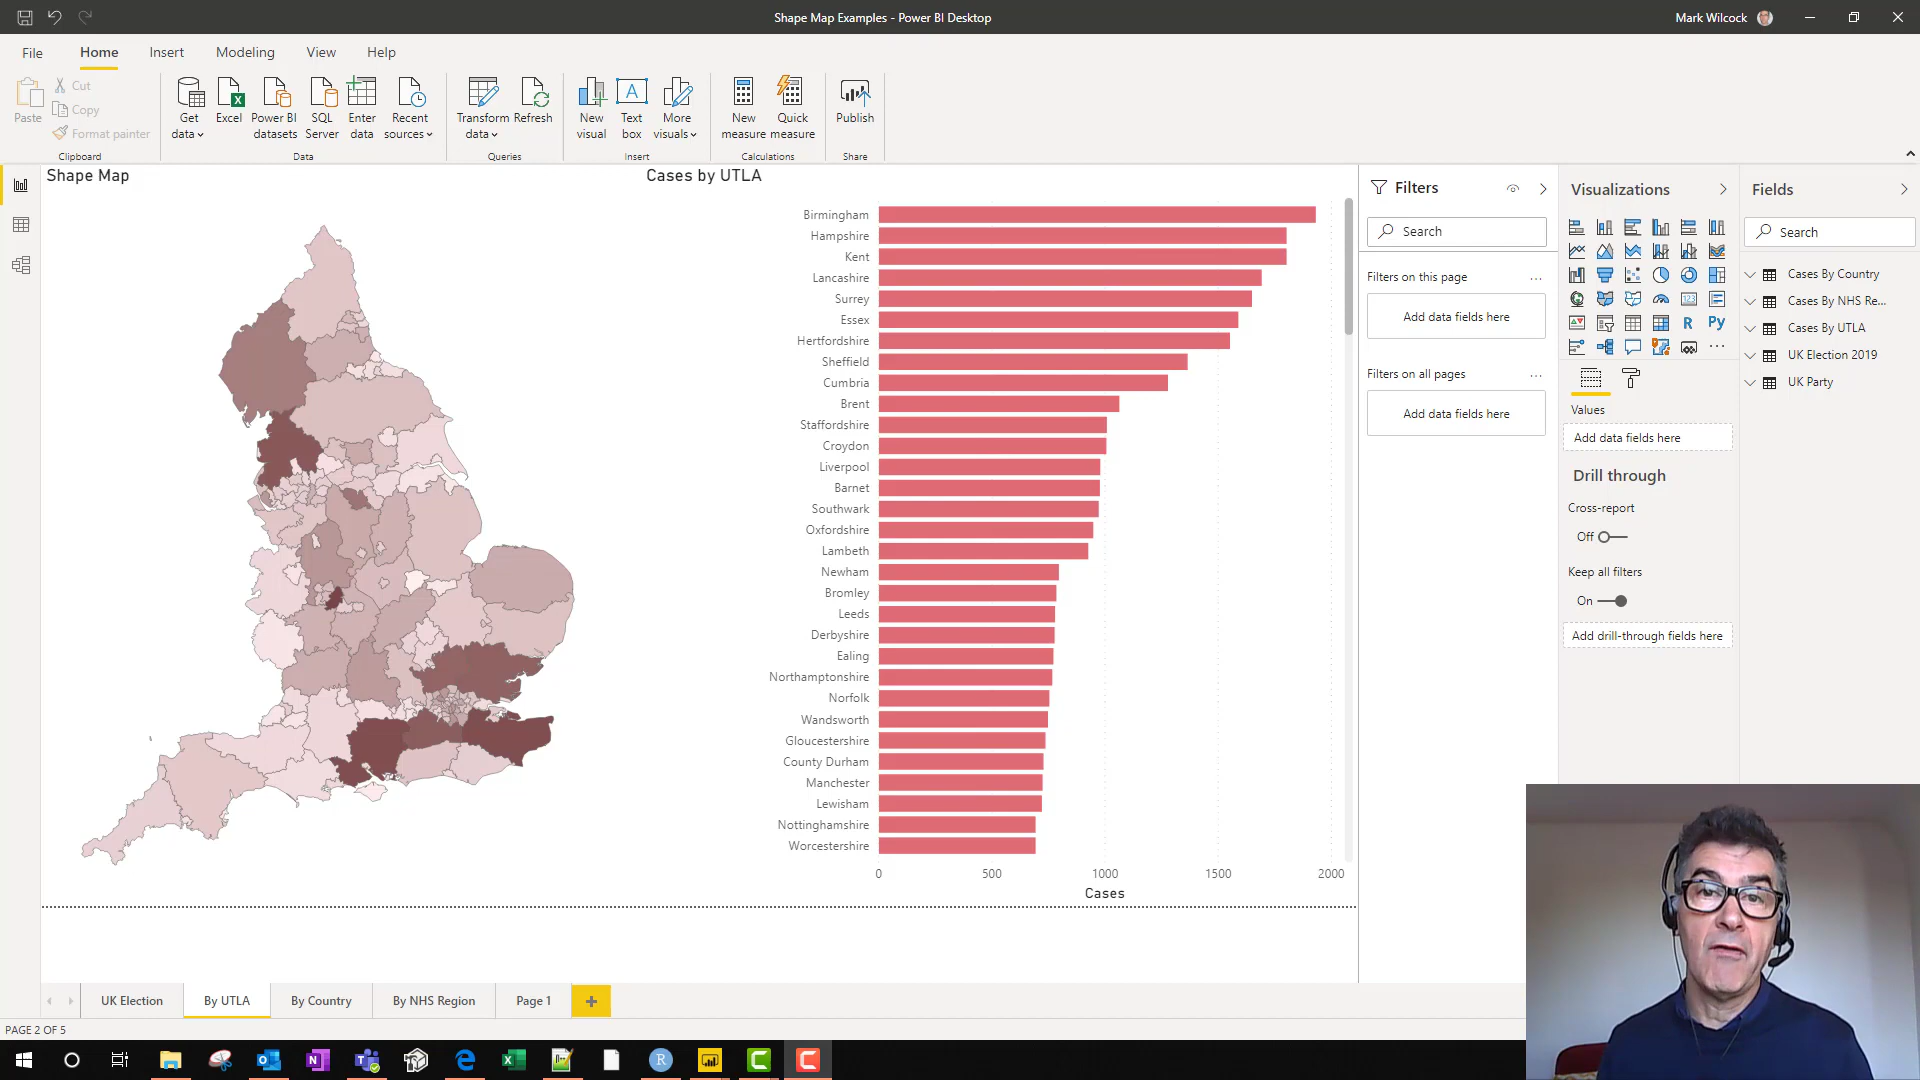 Shape Map Examples - Power BI Desktop
Mark Wilcock
File
Home
Insert
Modeling
View
Help
Paste
Cut
Copy
Format painter
Clipboard
Get data
Excel
Power BI datasets
SQL Server
Enter data
Recent sources
Data
Transform data
Refresh
Queries
New visual
Text box
More visuals
Insert
New measure
Quick measure
Calculations
Publish
Share
Shape Map
Cases by UTLA
Birmingham
Hampshire
Kent
Lancashire
Surrey
Essex
Hertfordshire
Sheffield
Cumbria
Brent
Staffordshire
Croydon
Liverpool
Barnet
Southwark
Oxfordshire
Lambeth
Newham
Bromley
Leeds
Derbyshire
Ealing
Northamptonshire
Norfolk
Wandsworth
Gloucestershire
County Durham
Manchester
Lewisham
Nottinghamshire
Worcestershire
0 500 1000 1500 2000
Cases
Filters
Search
Filters on this page ...
Add data fields here
Filters on all pages ...
Add data fields here
Visualizations
R
Py
123
...
Values
Add data fields here
Drill through
Cross-report
Off
Keep all filters
On
Add drill-through fields here
Fields
Search
Cases By Country
Cases By NHS Re...
Cases By UTLA
UK Election 2019
UK Party
UK Election
By UTLA
By Country
By NHS Region
Page 1
+
PAGE 2 OF 5